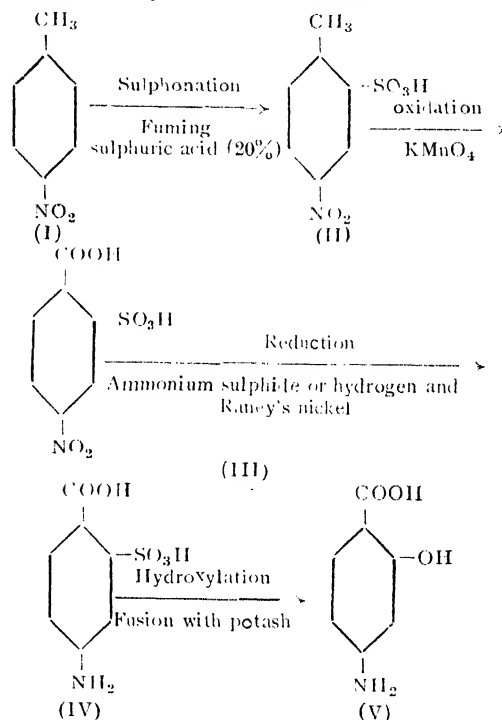 CH₃
CH₃
Sulphonation
SO₃H
oxidation
Fuming
sulphuric acid (20%)
KMnO₄
NO₂
NO₂
(I)
(II)
COOH
SO₃H
Reduction
Ammonium sulphite or hydrogen and
Raney's nickel
NO₂
(III)
COOH
COOH
SO₃H
OH
Hydroxylation
Fusion with potash
NH₂
NH₂
(IV)
(V)